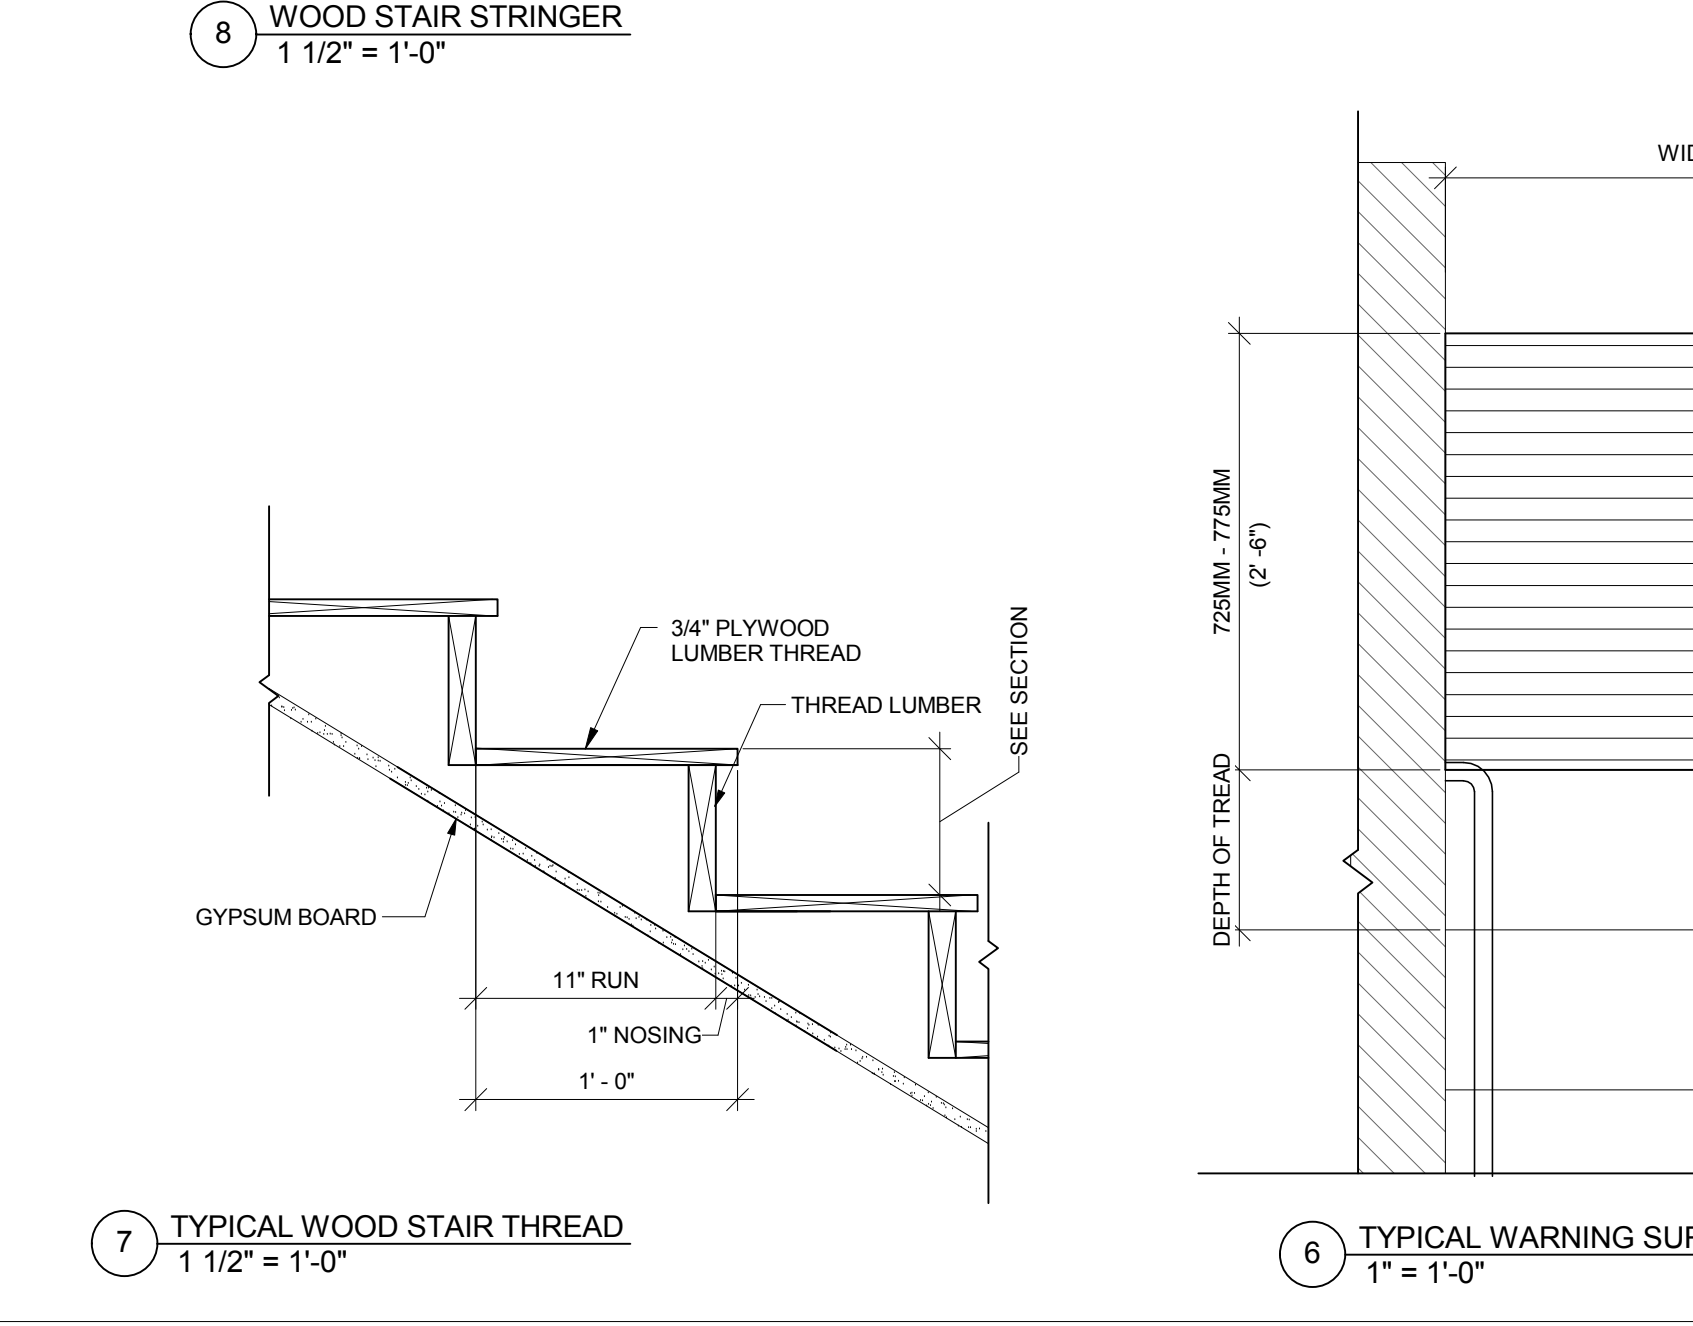 8
WOOD STAIR STRINGER
1 1/2" = 1'-0"
3/4" PLYWOOD
LUMBER THREAD
THREAD LUMBER
SEE SECTION
GYPSUM BOARD
11" RUN
1" NOSING
1' - 0"
7
TYPICAL WOOD STAIR THREAD
1 1/2" = 1'-0"
WID
725MM - 775MM
(2' -6")
DEPTH OF TREAD
6
TYPICAL WARNING SUR
1" = 1'-0"